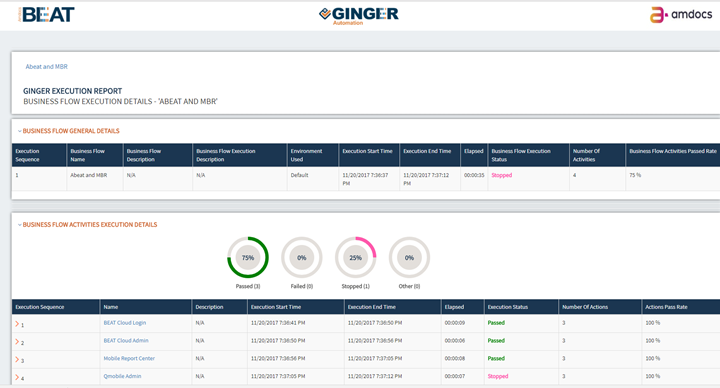 BEAT
GINGER
Automation
amdocs
Abeat and MBR
GINGER EXECUTION REPORT
BUSINESS FLOW EXECUTION DETAILS - 'ABEAT AND MBR'
BUSINESS FLOW GENERAL DETAILS
Execution Sequence Business Flow Name Business Flow Description Business Flow Execution Description Environment Used Execution Start Time Execution End Time Elapsed Business Flow Execution Status Number Of Activities Business Flow Activities Passed Rate
1 Abeat and MBR N/A N/A Default 11/20/2017 7:36:37 PM 11/20/2017 7:37:12 PM 00:00:35 Stopped 4 75 %
BUSINESS FLOW ACTIVITIES EXECUTION DETAILS
75% 0% 25% 0%
Passed (3) Failed (0) Stopped (1) Other (0)
Execution Sequence Name Description Execution Start Time Execution End Time Elapsed Execution Status Number Of Actions Actions Pass Rate
1 BEAT Cloud Login N/A 11/20/2017 7:36:41 PM 11/20/2017 7:36:50 PM 00:00:09 Passed 3 100 %
2 BEAT Cloud Admin N/A 11/20/2017 7:36:50 PM 11/20/2017 7:36:56 PM 00:00:06 Passed 3 100 %
3 Mobile Report Center N/A 11/20/2017 7:36:56 PM 11/20/2017 7:37:05 PM 00:00:08 Passed 3 100 %
4 Qmobile Admin N/A 11/20/2017 7:37:05 PM 11/20/2017 7:37:12 PM 00:00:07 Stopped 3 100 %